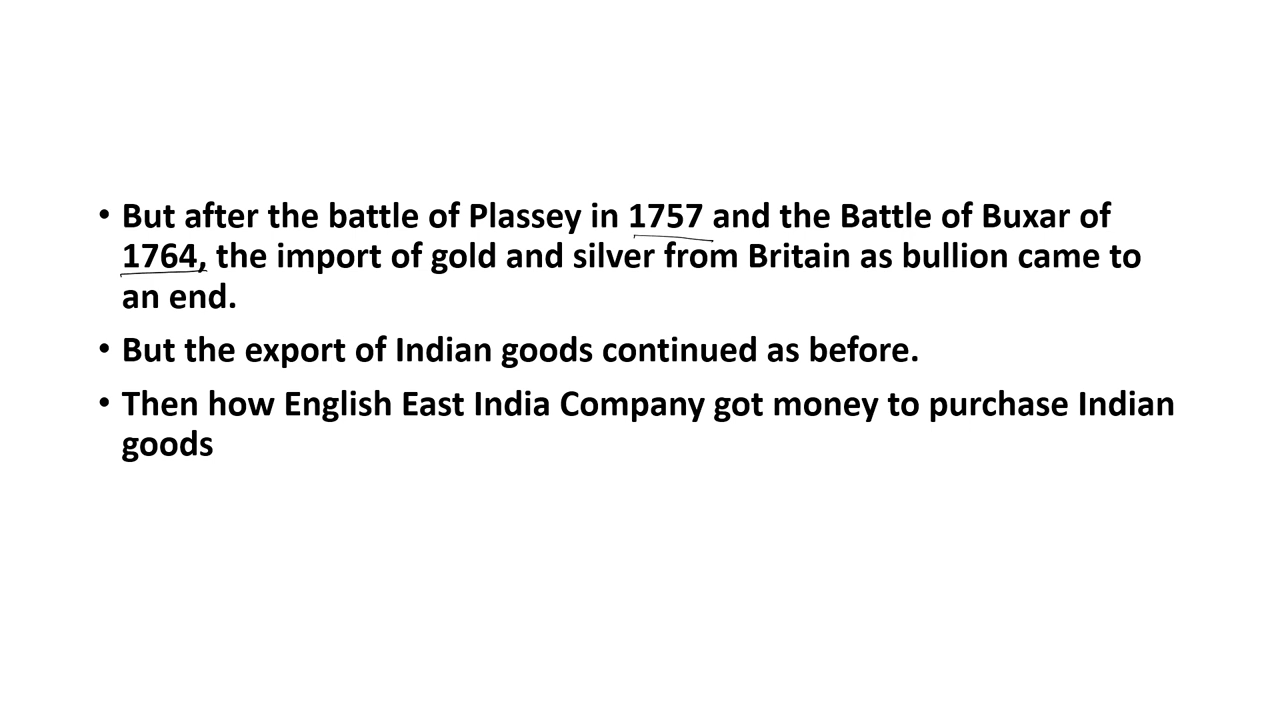 • But after the battle of Plassey in 1757 and the Battle of Buxar of
1764, the import of gold and silver from Britain as bullion came to
an end.
• But the export of Indian goods continued as before.
• Then how English East India Company got money to purchase Indian
goods